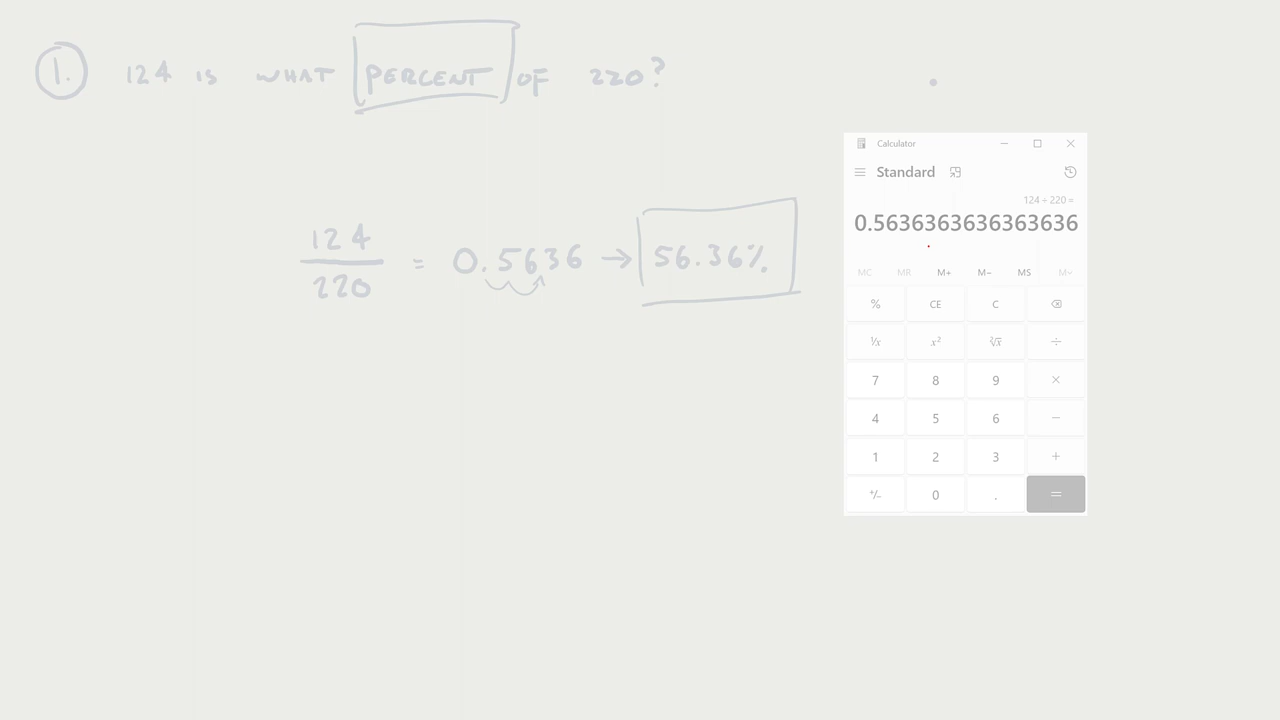 1. 124 IS WHAT PERCENT OF 220?
124
220
= 0.5636 → 56.36%
Calculator
Standard
124 ÷ 220 =
0.5636363636363636
MC MR M+ M− MS M˅
% CE C
¹/x x² ²√x ÷
7 8 9 ×
4 5 6 −
1 2 3 +
+/− 0 . =